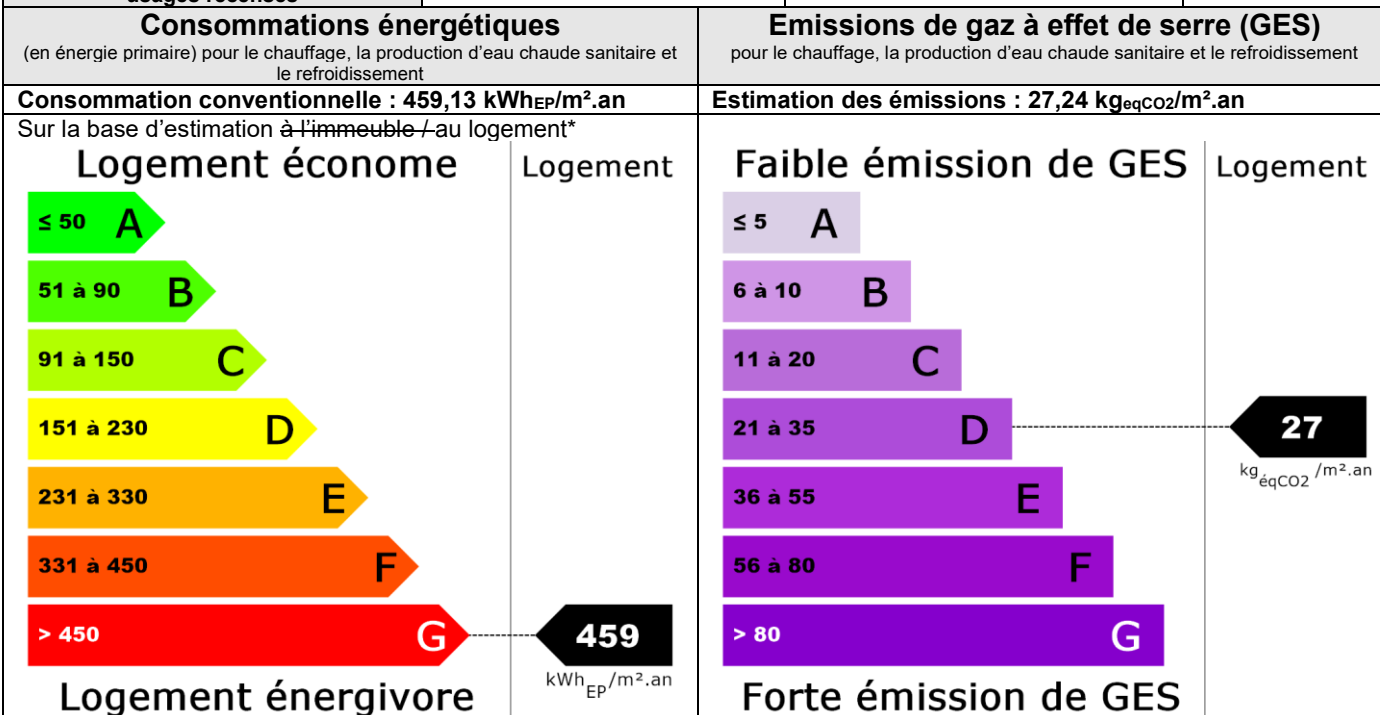 usages recensés
Consommations énergétiques
(en énergie primaire) pour le chauffage, la production d'eau chaude sanitaire et
le refroidissement
Emissions de gaz à effet de serre (GES)
pour le chauffage, la production d'eau chaude sanitaire et le refroidissement
Consommation conventionnelle : 459,13 kWhEP/m².an
Estimation des émissions : 27,24 kgeqCO2/m².an
Sur la base d'estimation à l'immeuble / au logement*
Logement économe
Logement
≤ 50 A
51 à 90 B
91 à 150 C
151 à 230 D
231 à 330 E
331 à 450 F
> 450 G
459
kWhEP/m².an
Logement énergivore
Faible émission de GES
Logement
≤ 5 A
6 à 10 B
11 à 20 C
21 à 35 D
27
kgéqCO2 /m².an
36 à 55 E
56 à 80 F
> 80 G
Forte émission de GES